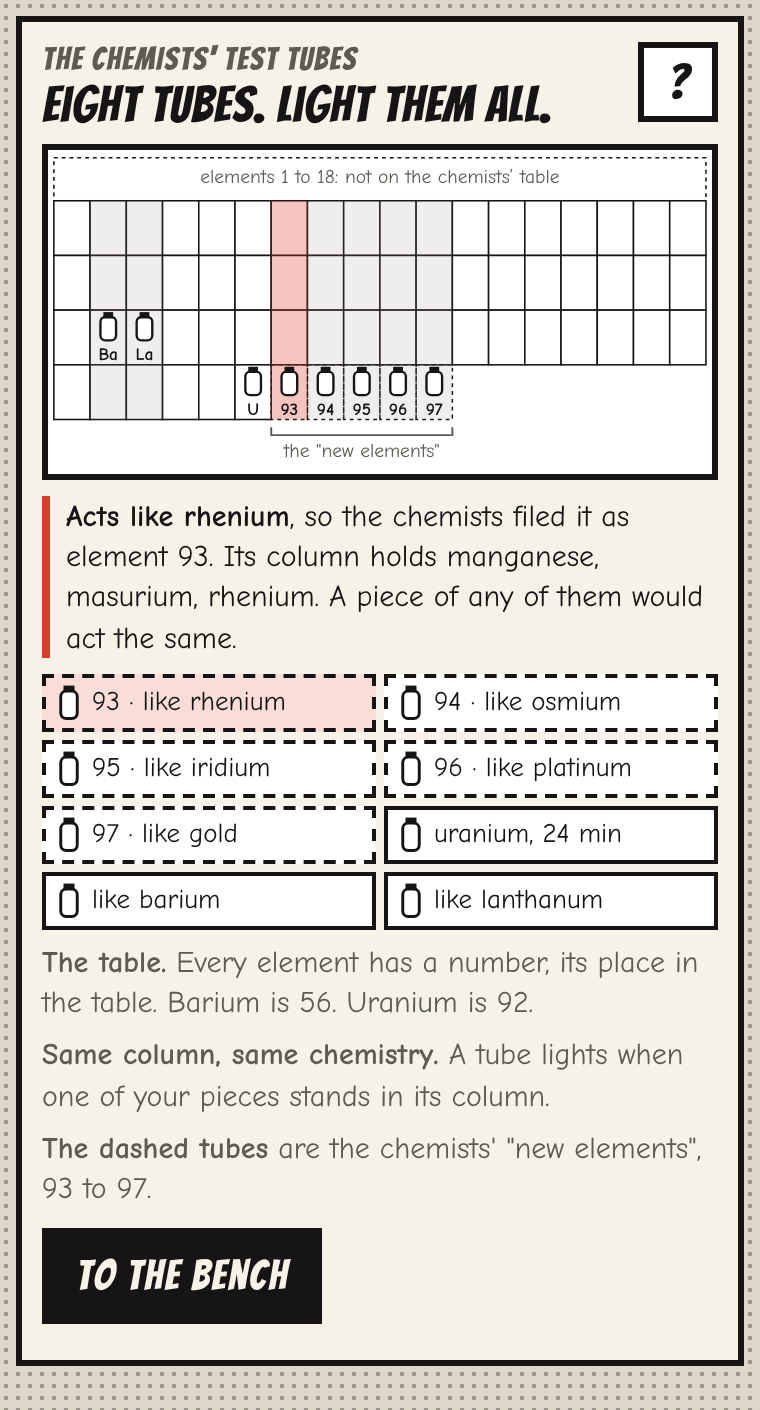 THE CHEMISTS' TEST TUBES
EIGHT TUBES. LIGHT THEM ALL.
?
elements 1 to 18: not on the chemists' table
Ba La
U 93 94 95 96 97
the "new elements"
Acts like rhenium, so the chemists filed it as
element 93. Its column holds manganese,
masurium, rhenium. A piece of any of them would
act the same.
93 · like rhenium
94 · like osmium
95 · like iridium
96 · like platinum
97 · like gold
uranium, 24 min
like barium
like lanthanum
The table. Every element has a number, its place in
the table. Barium is 56. Uranium is 92.
Same column, same chemistry. A tube lights when
one of your pieces stands in its column.
The dashed tubes are the chemists' "new elements",
93 to 97.
TO THE BENCH